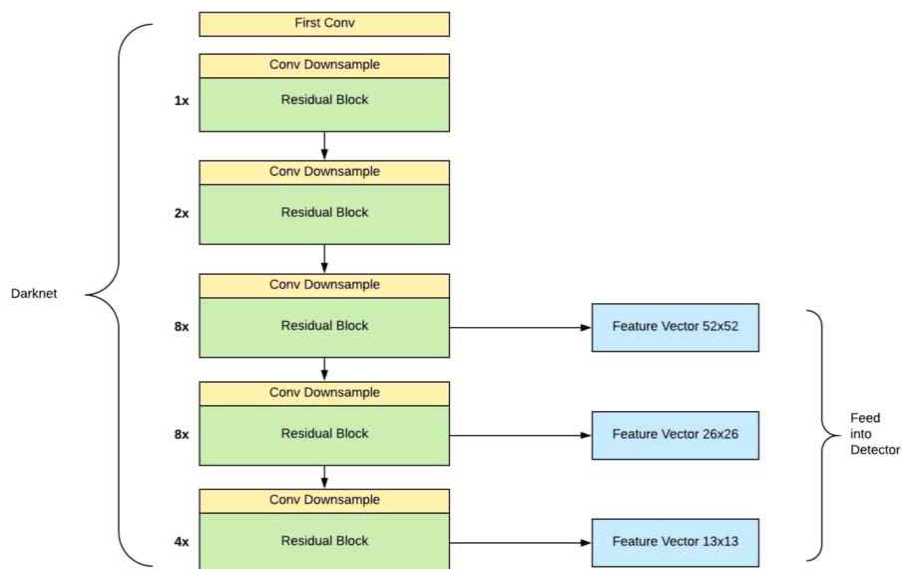 First Conv
Conv Downsample
1x
Residual Block
Conv Downsample
2x
Residual Block
Conv Downsample
Darknet
8x
Residual Block
Feature Vector 52x52
Conv Downsample
8x
Residual Block
Feature Vector 26x26
Feed
into
Detector
Conv Downsample
4x
Residual Block
Feature Vector 13x13